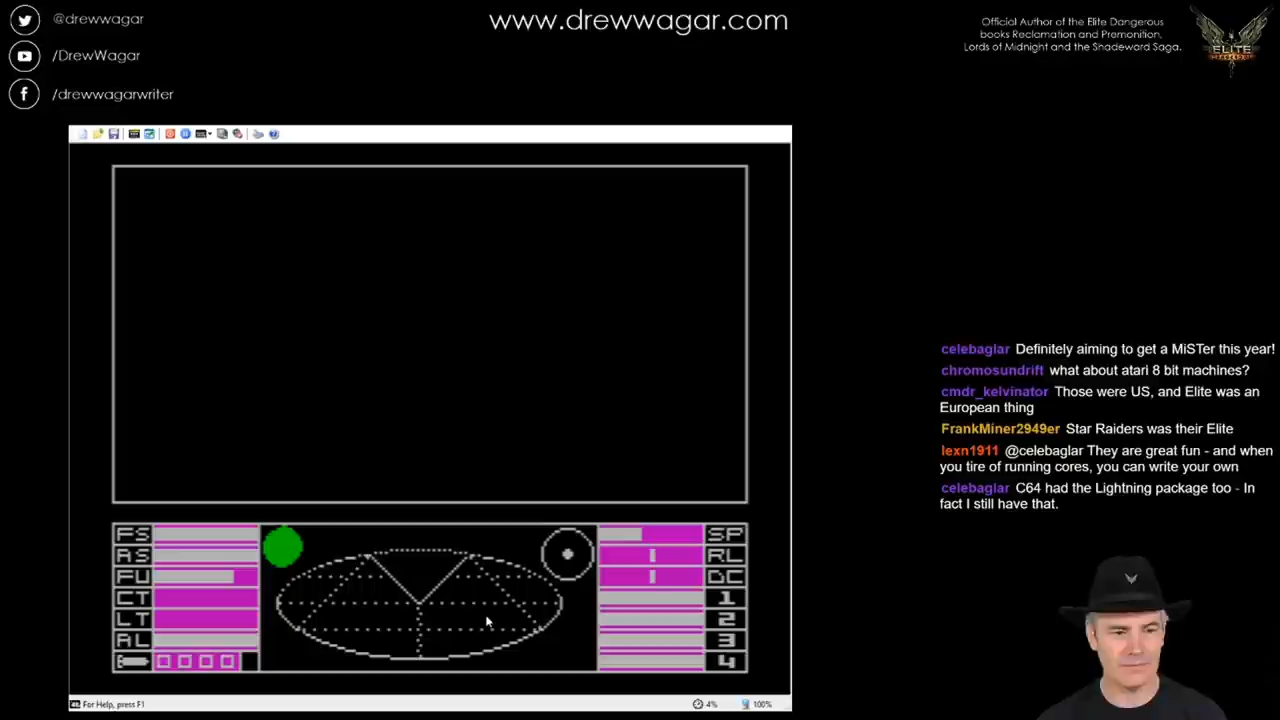 @drewwagar
/DrewWagar
/drewwagarwriter
www.drewwagar.com
Official Author of the Elite Dangerous
books Reclamation and Premonition,
Lords of Midnight and the Shadeward Saga.
ELITE
DANGEROUS
celebaglar Definitely aiming to get a MiSTer this year!
chromosundrift what about atari 8 bit machines?
cmdr_kelvinator Those were US, and Elite was an
European thing
FrankMiner2949er Star Raiders was their Elite
lexn1911 @celebaglar They are great fun - and when
you tire of running cores, you can write your own
celebaglar C64 had the Lightning package too - In
fact I still have that.
FS
AS
FU
CT
LT
AL
SP
RL
DC
1
2
3
4
For Help, press F1
4%
100%